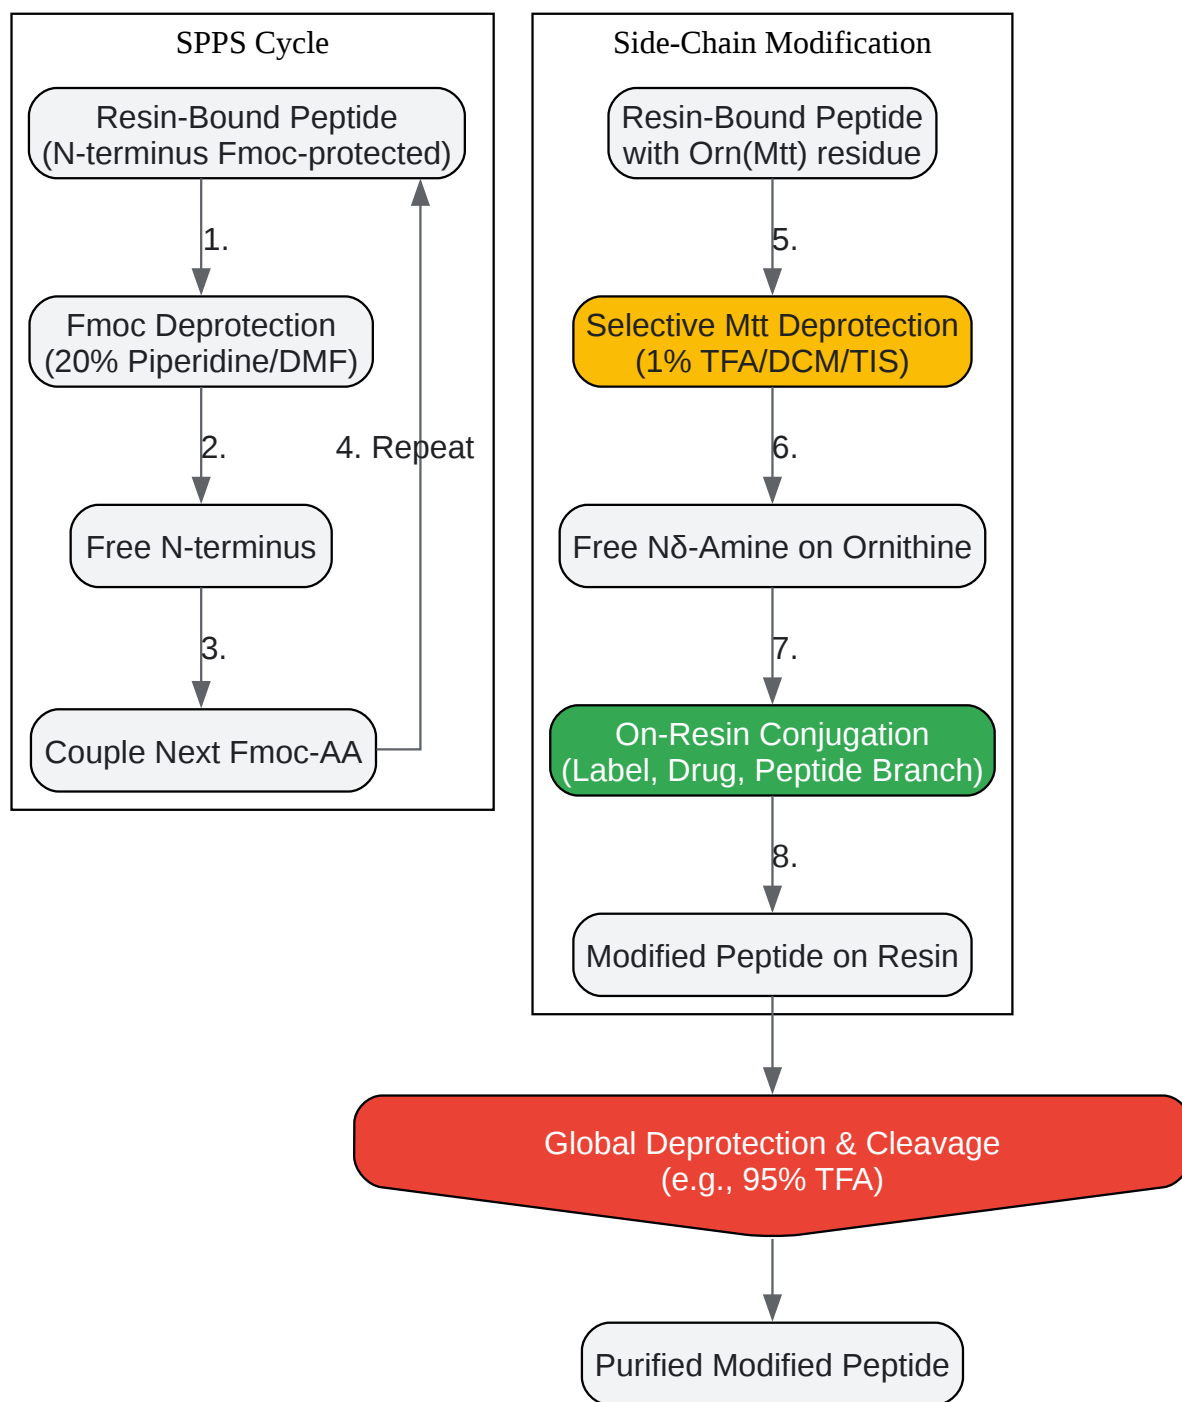 SPPS Cycle
Resin-Bound Peptide
(N-terminus Fmoc-protected)
1.
Fmoc Deprotection
(20% Piperidine/DMF)
2.
4. Repeat
Free N-terminus
3.
Couple Next Fmoc-AA
Side-Chain Modification
Resin-Bound Peptide
with Orn(Mtt) residue
5.
Selective Mtt Deprotection
(1% TFA/DCM/TIS)
6.
Free Nδ-Amine on Ornithine
7.
On-Resin Conjugation
(Label, Drug, Peptide Branch)
8.
Modified Peptide on Resin
Global Deprotection & Cleavage
(e.g., 95% TFA)
Purified Modified Peptide